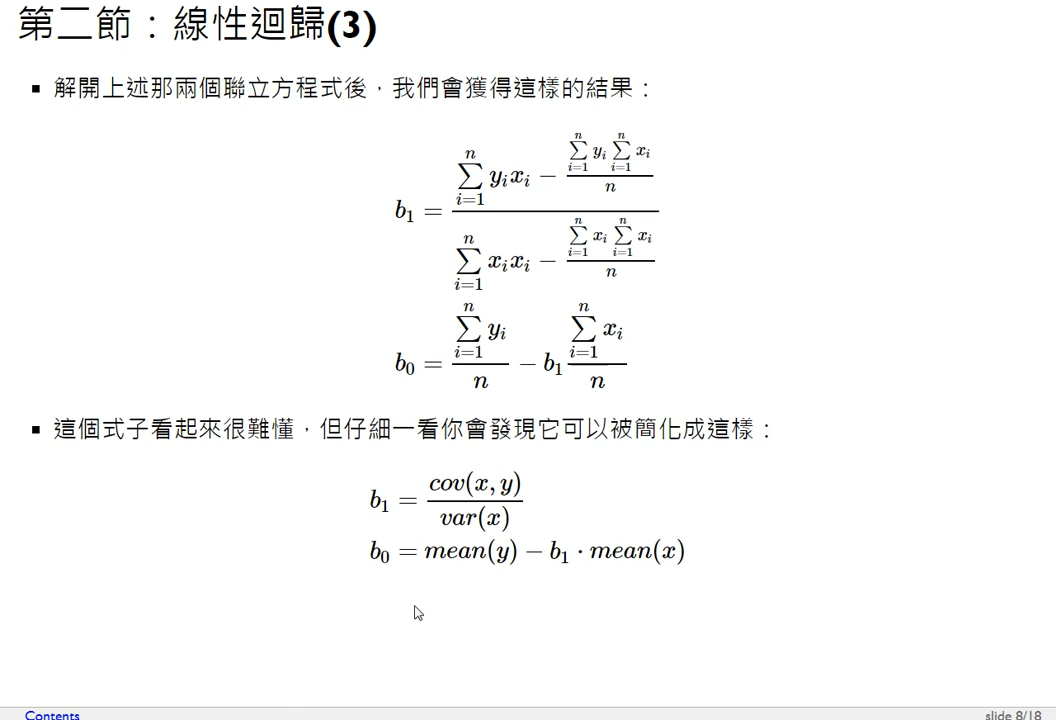 第二節：線性迴歸(3)
▪ 解開上述那兩個聯立方程式後，我們會獲得這樣的結果：
b_1 = \frac{\sum_{i=1}^{n} y_i x_i - \frac{\sum_{i=1}^{n} y_i \sum_{i=1}^{n} x_i}{n}}{\sum_{i=1}^{n} x_i x_i - \frac{\sum_{i=1}^{n} x_i \sum_{i=1}^{n} x_i}{n}}
b_0 = \frac{\sum_{i=1}^{n} y_i}{n} - b_1 \frac{\sum_{i=1}^{n} x_i}{n}
▪ 這個式子看起來很難懂，但仔細一看你會發現它可以被簡化成這樣：
b_1 = \frac{cov(x, y)}{var(x)}
b_0 = mean(y) - b_1 \cdot mean(x)
Contents
slide 8/18